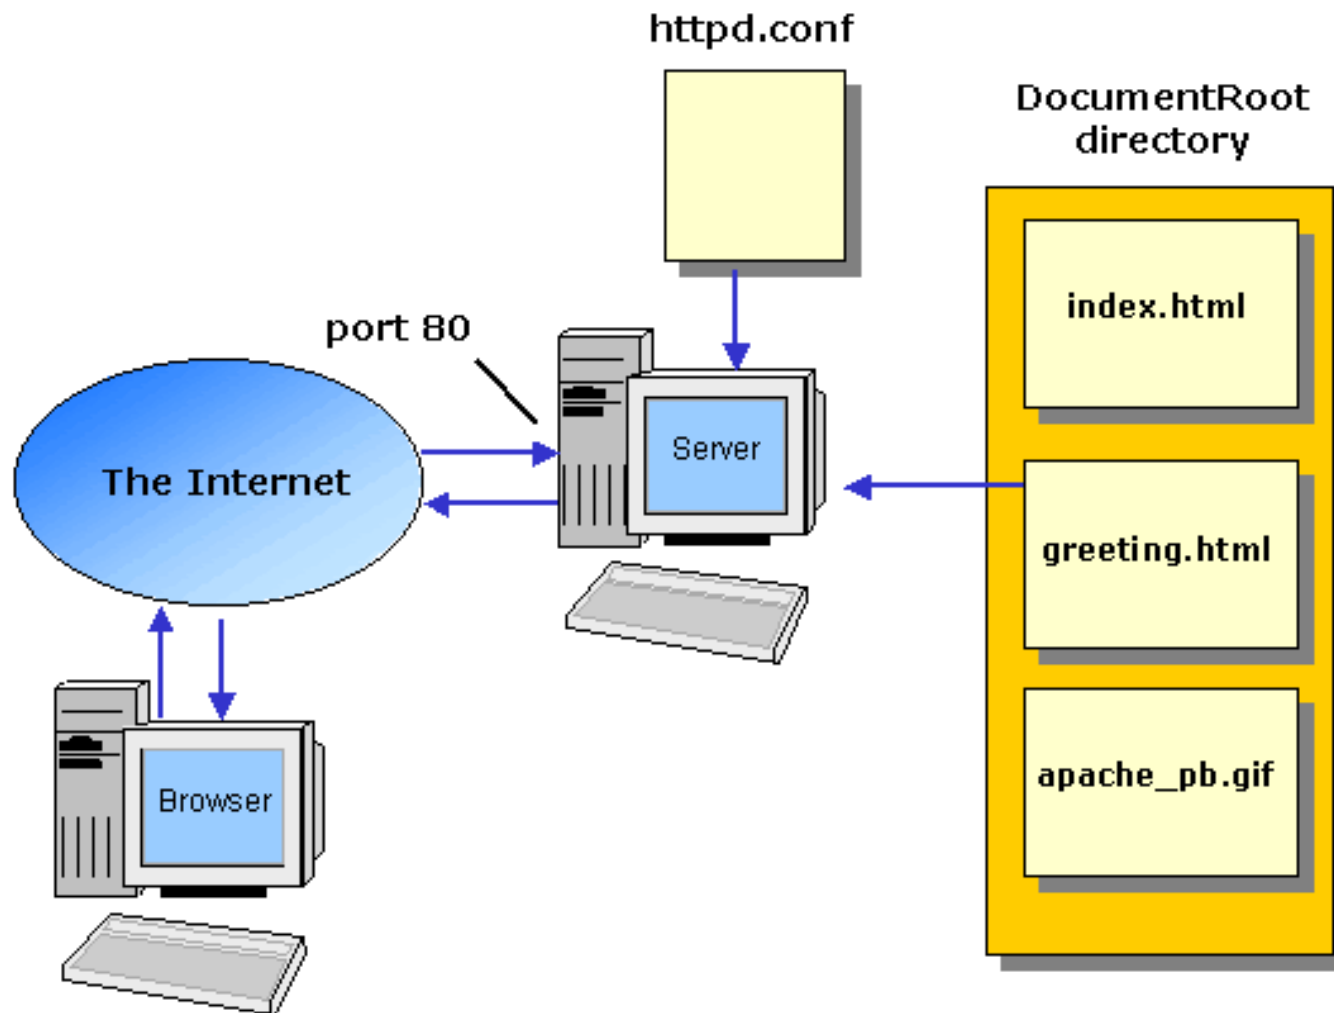 httpd.conf
DocumentRoot
directory
index.html
port 80
Server
The Internet
greeting.html
apache_pb.gif
Browser